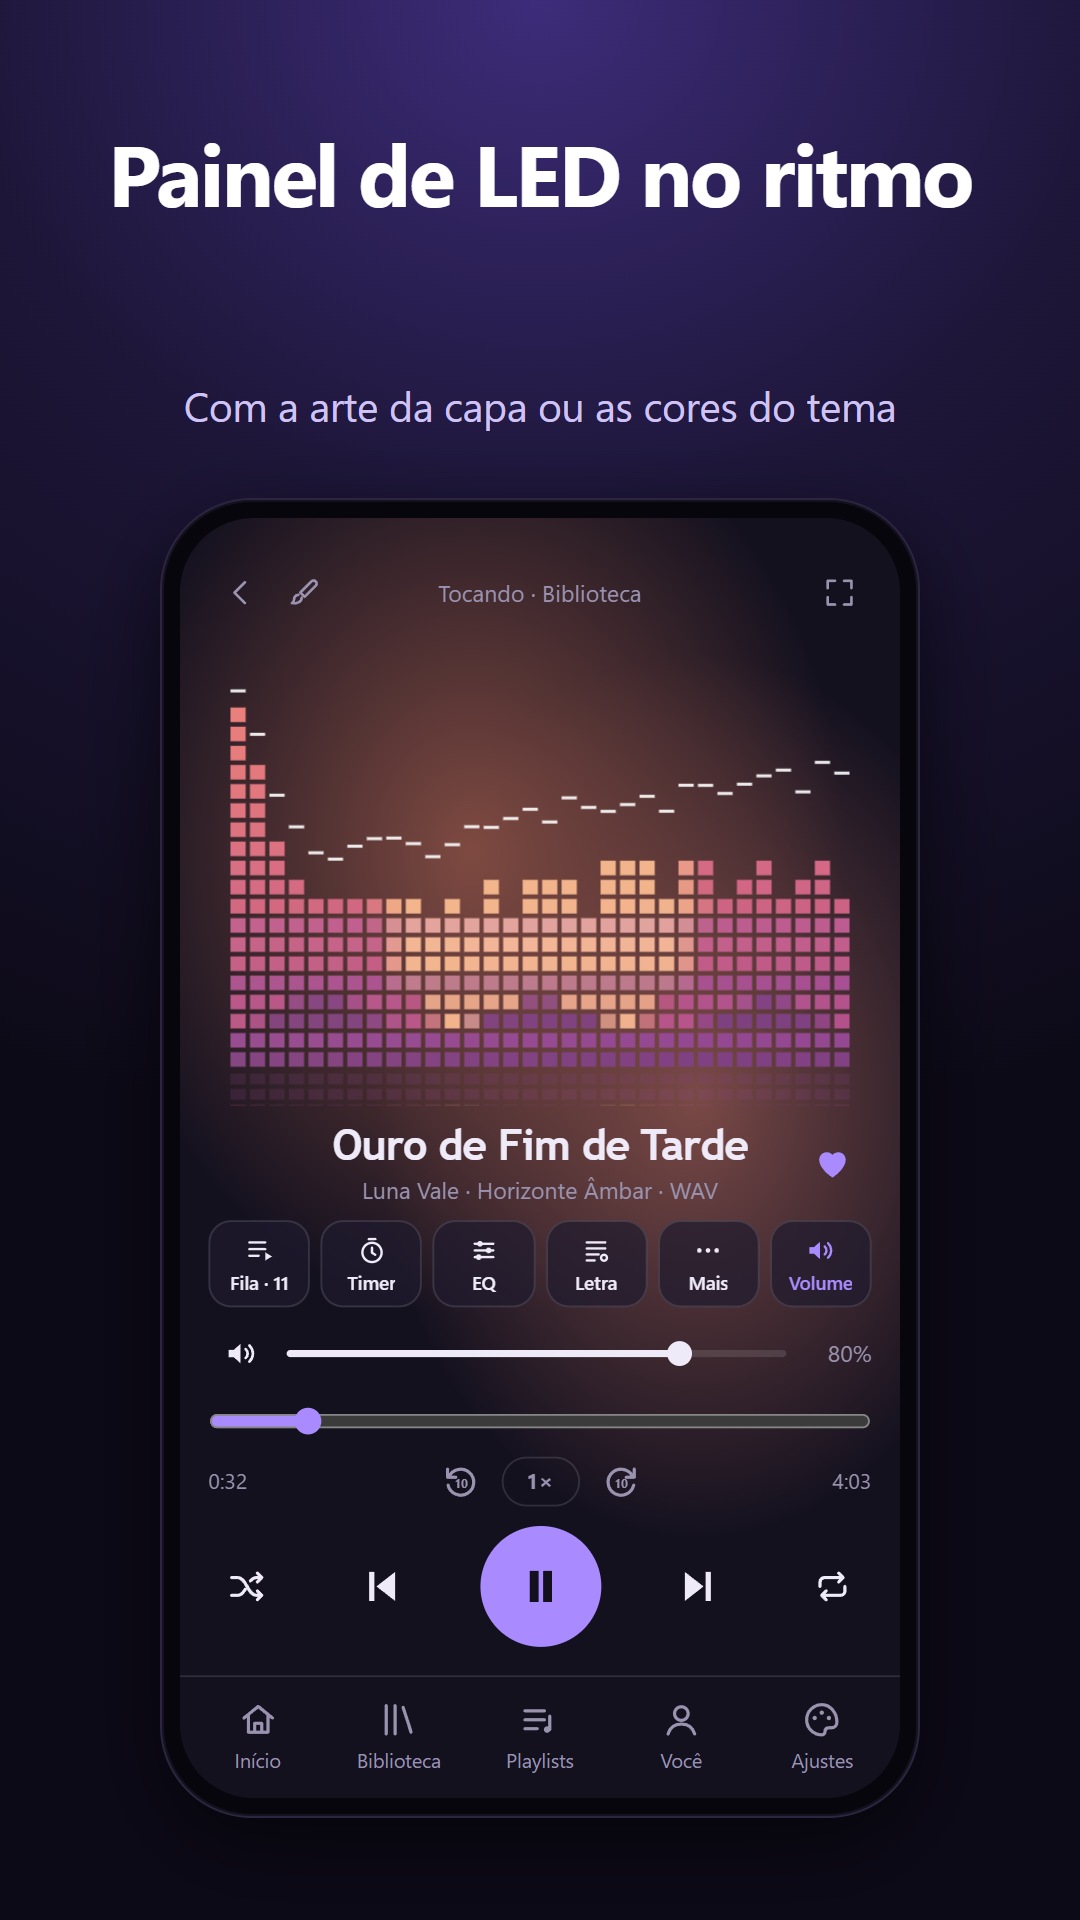 Painel de LED no ritmo
Com a arte da capa ou as cores do tema
Tocando · Biblioteca
Ouro de Fim de Tarde
Luna Vale · Horizonte Âmbar · WAV
Fila · 11 Timer EQ Letra Mais Volume
80%
0:32 10 1× 10 4:03
Início Biblioteca Playlists Você Ajustes